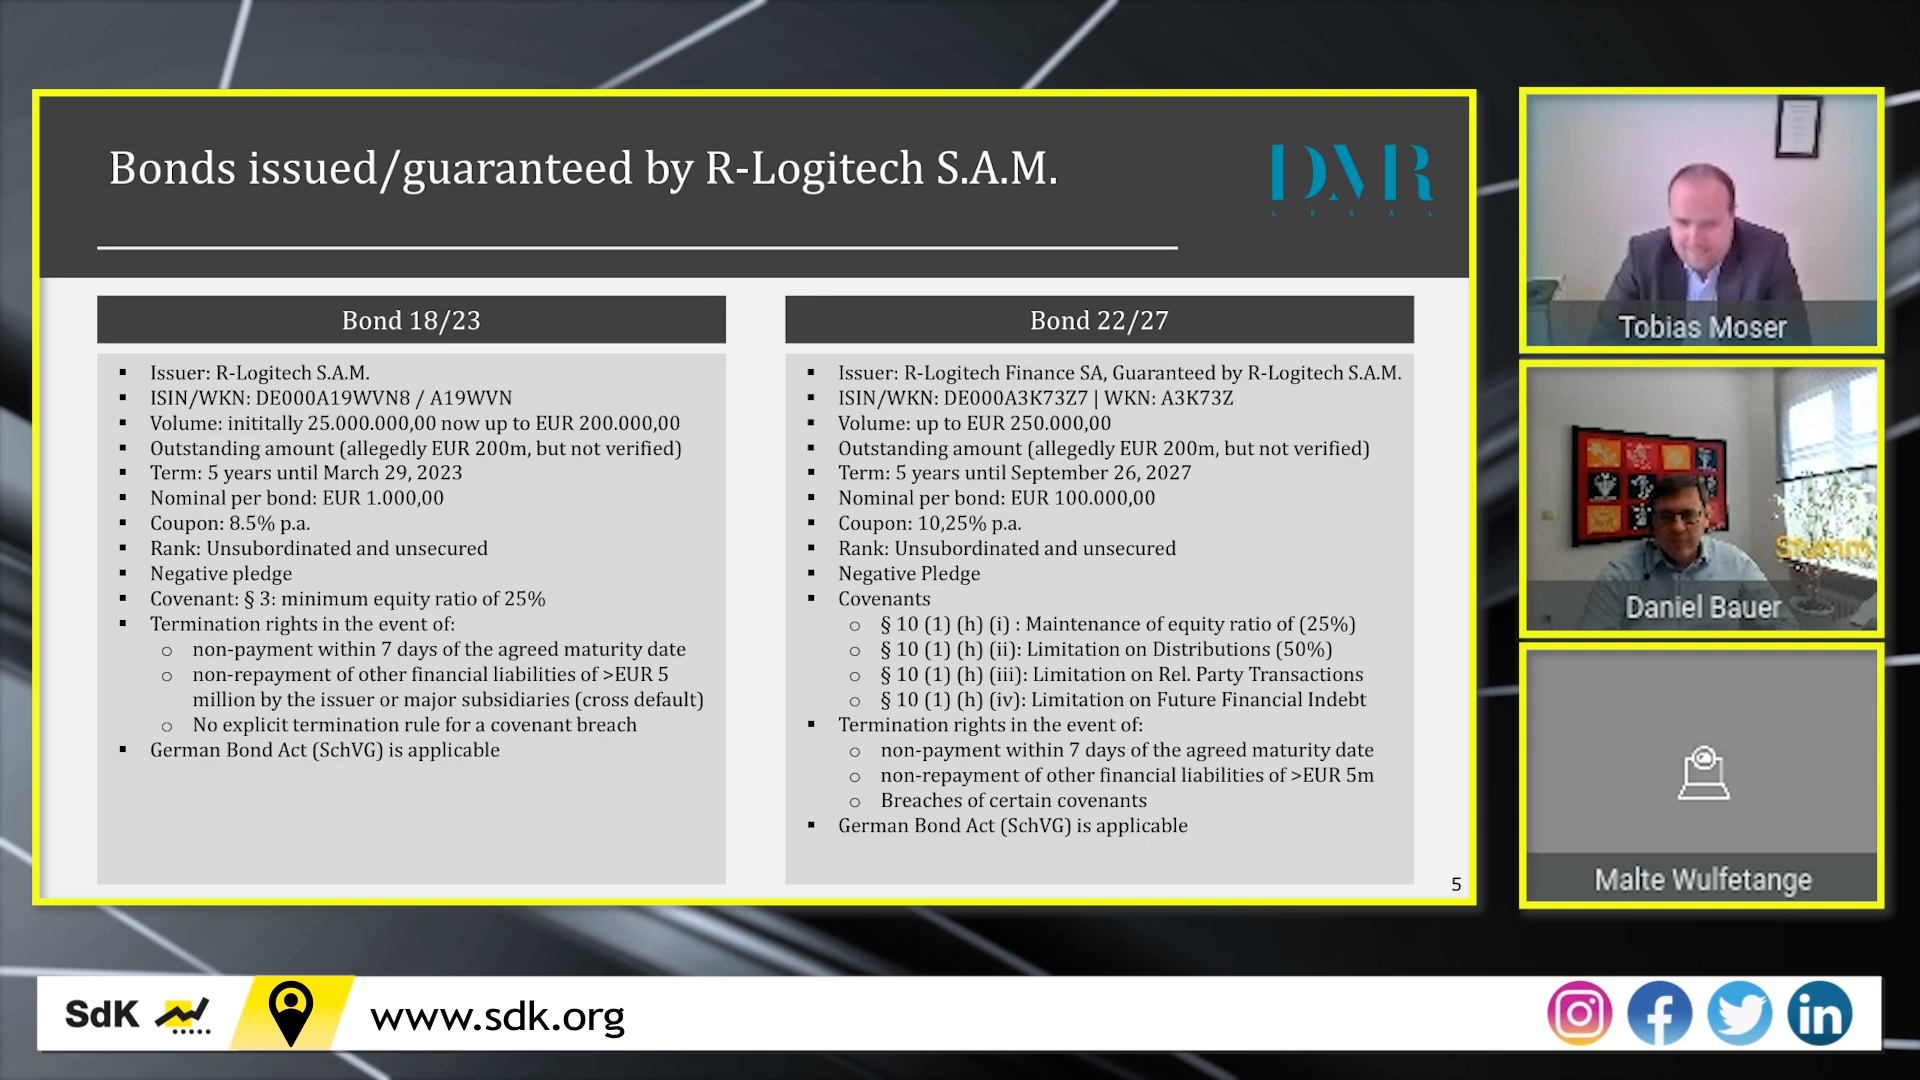 Bonds issued/guaranteed by R-Logitech S.A.M.
DMR
LEGAL
Bond 18/23
▪ Issuer: R-Logitech S.A.M.
▪ ISIN/WKN: DE000A19WVN8 / A19WVN
▪ Volume: inititally 25.000.000,00 now up to EUR 200.000,00
▪ Outstanding amount (allegedly EUR 200m, but not verified)
▪ Term: 5 years until March 29, 2023
▪ Nominal per bond: EUR 1.000,00
▪ Coupon: 8.5% p.a.
▪ Rank: Unsubordinated and unsecured
▪ Negative pledge
▪ Covenant: § 3: minimum equity ratio of 25%
▪ Termination rights in the event of:
o non-payment within 7 days of the agreed maturity date
o non-repayment of other financial liabilities of >EUR 5
million by the issuer or major subsidiaries (cross default)
o No explicit termination rule for a covenant breach
▪ German Bond Act (SchVG) is applicable
Bond 22/27
▪ Issuer: R-Logitech Finance SA, Guaranteed by R-Logitech S.A.M.
▪ ISIN/WKN: DE000A3K73Z7 | WKN: A3K73Z
▪ Volume: up to EUR 250.000,00
▪ Outstanding amount (allegedly EUR 200m, but not verified)
▪ Term: 5 years until September 26, 2027
▪ Nominal per bond: EUR 100.000,00
▪ Coupon: 10,25% p.a.
▪ Rank: Unsubordinated and unsecured
▪ Negative Pledge
▪ Covenants
o § 10 (1) (h) (i) : Maintenance of equity ratio of (25%)
o § 10 (1) (h) (ii): Limitation on Distributions (50%)
o § 10 (1) (h) (iii): Limitation on Rel. Party Transactions
o § 10 (1) (h) (iv): Limitation on Future Financial Indebt
▪ Termination rights in the event of:
o non-payment within 7 days of the agreed maturity date
o non-repayment of other financial liabilities of >EUR 5m
o Breaches of certain covenants
▪ German Bond Act (SchVG) is applicable
5
Tobias Moser
Stumm
Daniel Bauer
Malte Wulfetange
SdK
www.sdk.org